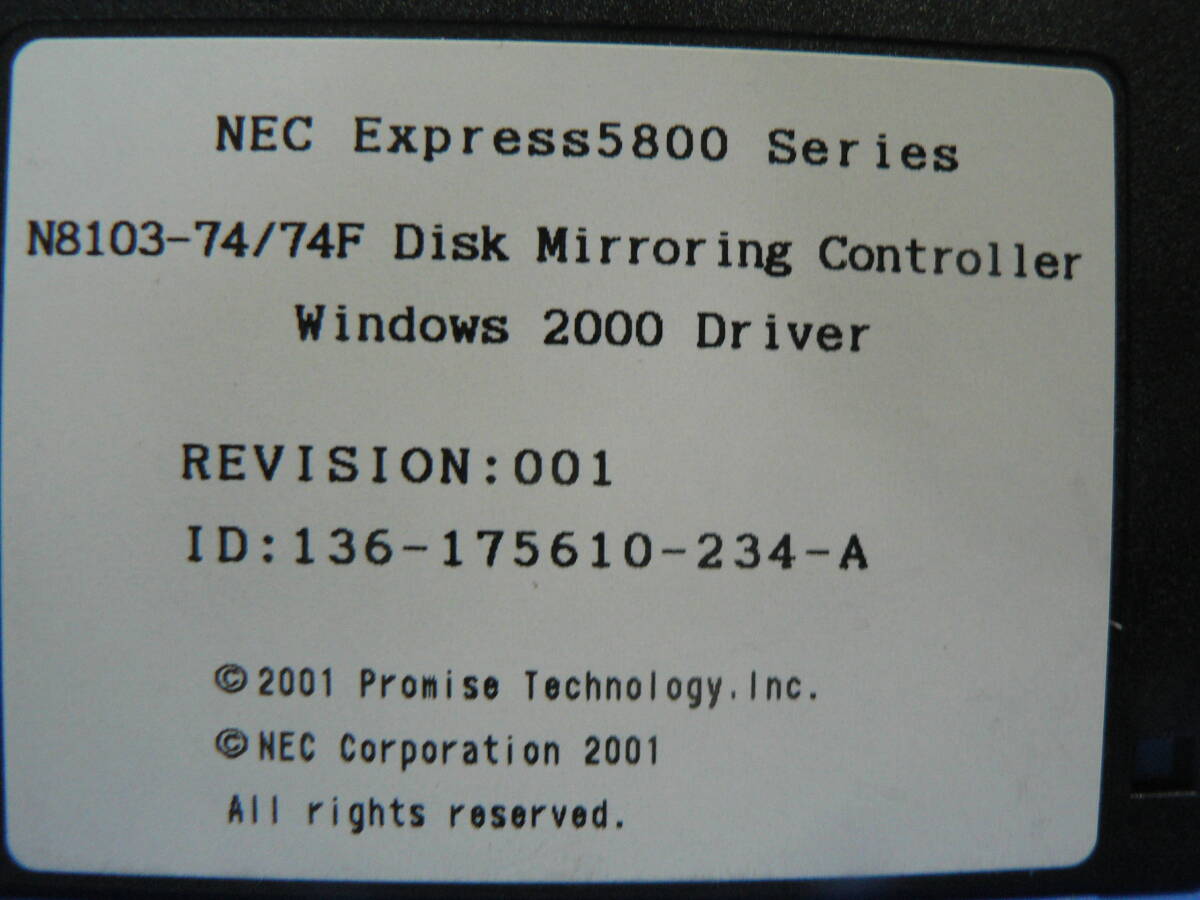 NEC Express5800 Series
N8103-74/74F Disk Mirroring Controller
Windows 2000 Driver
REVISION:001
ID:136-175610-234-A
©2001 Promise Technology.Inc.
©NEC Corporation 2001
All rights reserved.